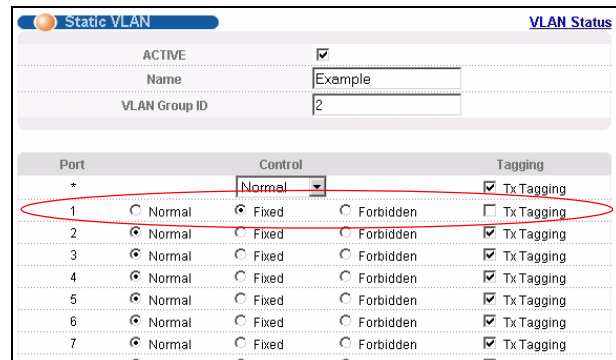 Static VLAN VLAN Status
ACTIVE
Name Example
VLAN Group ID 2
Port Control Tagging
* Normal Tx Tagging
1 Normal Fixed Forbidden Tx Tagging
2 Normal Fixed Forbidden Tx Tagging
3 Normal Fixed Forbidden Tx Tagging
4 Normal Fixed Forbidden Tx Tagging
5 Normal Fixed Forbidden Tx Tagging
6 Normal Fixed Forbidden Tx Tagging
7 Normal Fixed Forbidden Tx Tagging